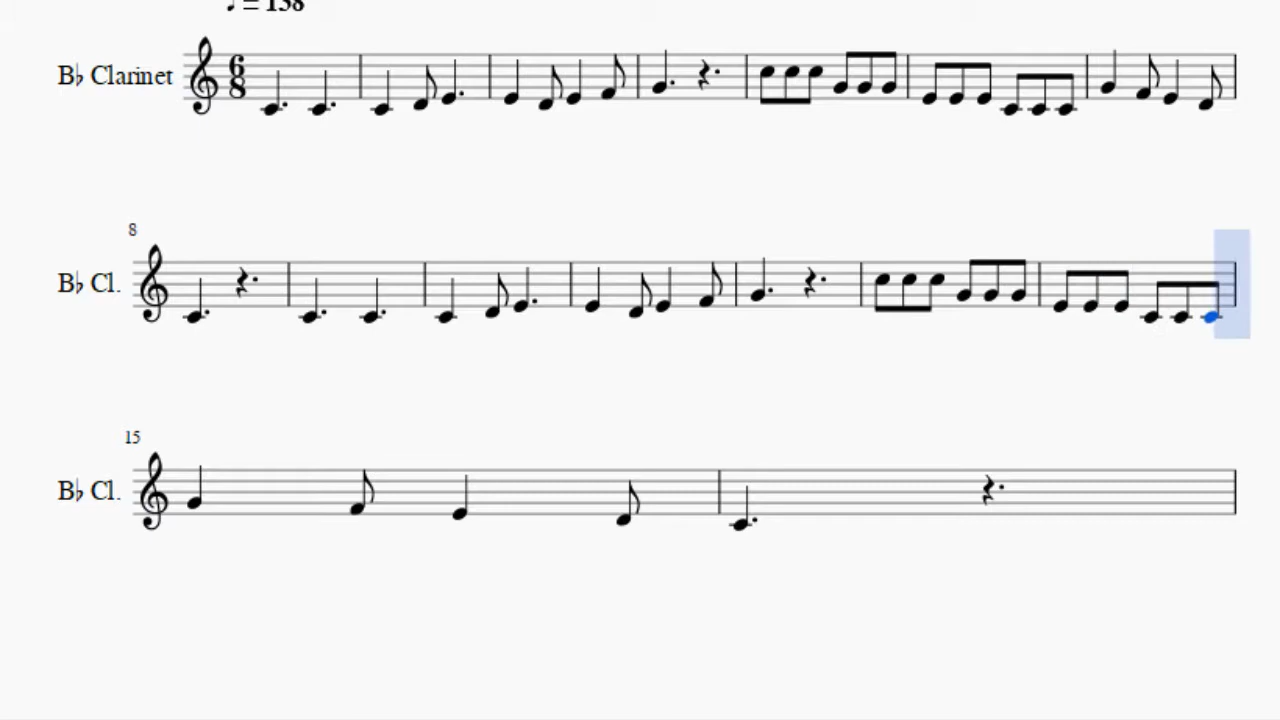 ♩ = 138
B♭ Clarinet
6
8
8
B♭ Cl.
15
B♭ Cl.